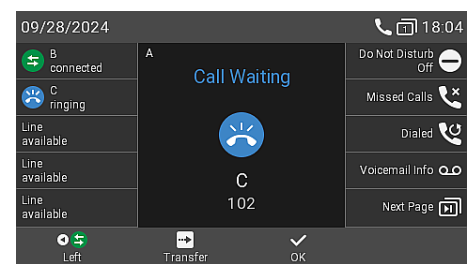 09/28/2024
1
18:04
B
connected
C
ringing
Line
available
Line
available
Line
available
A
Call Waiting
C
102
Do Not Disturb
Off
Missed Calls
Dialed
Voicemail Info
Next Page
Left
Transfer
OK